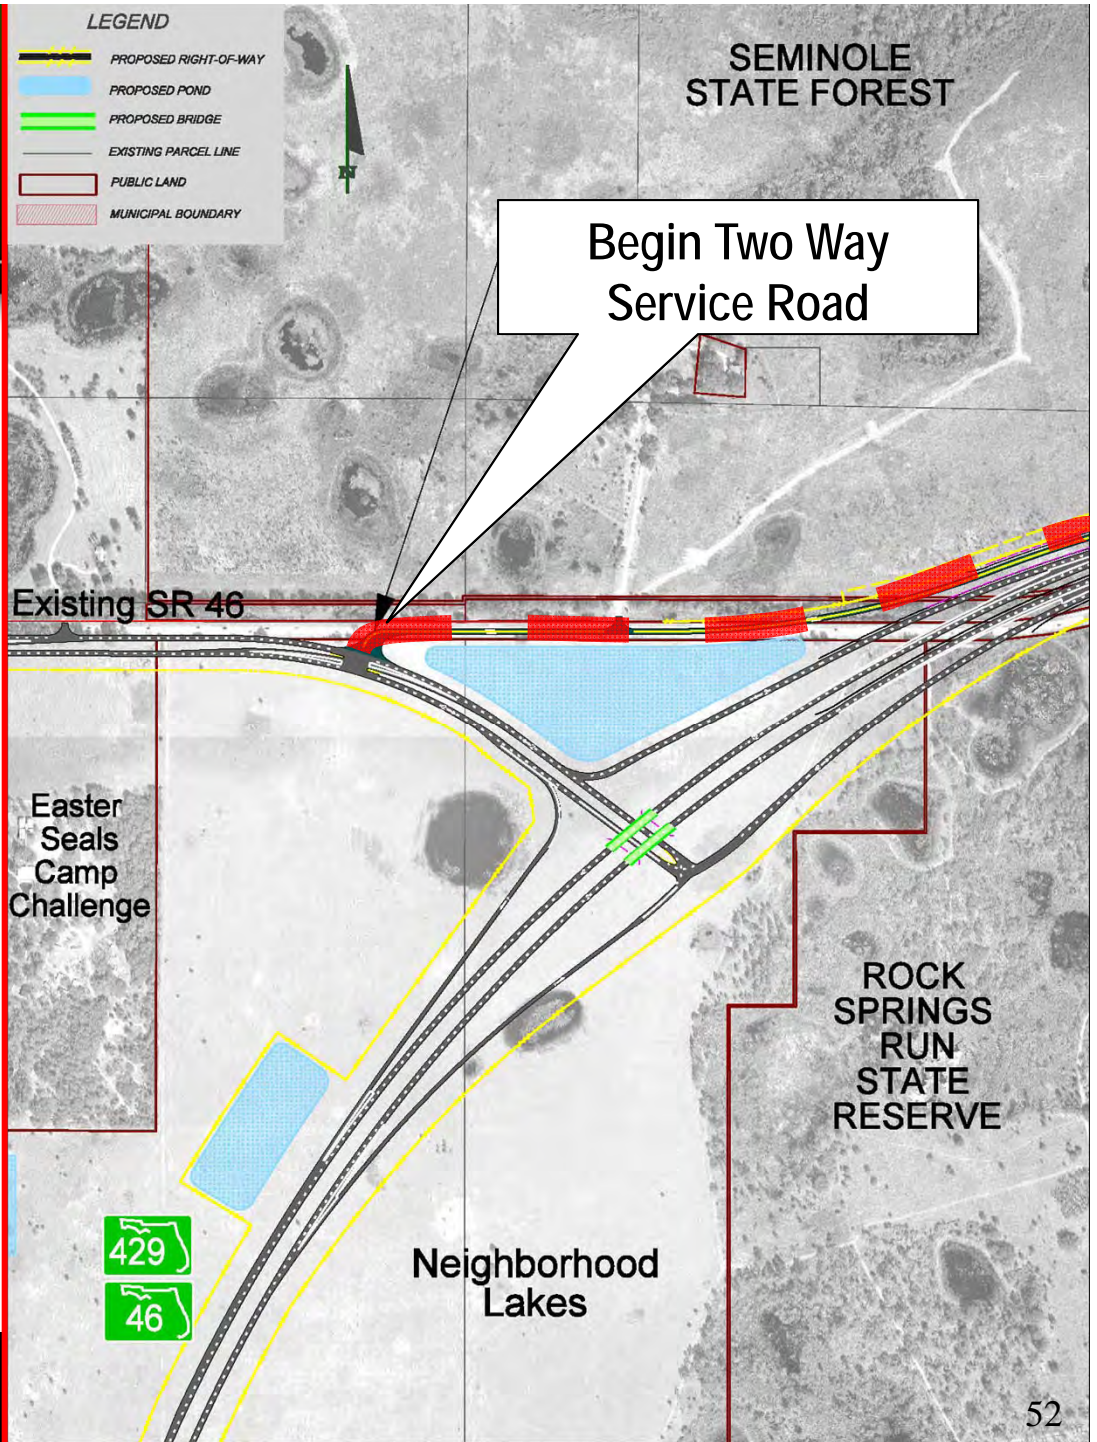 LEGEND
PROPOSED RIGHT-OF-WAY
PROPOSED POND
PROPOSED BRIDGE
EXISTING PARCEL LINE
PUBLIC LAND
MUNICIPAL BOUNDARY
N
SEMINOLE
STATE FOREST
Begin Two Way
Service Road
Existing SR 46
Easter
Seals
Camp
Challenge
ROCK
SPRINGS
RUN
STATE
RESERVE
429
46
Neighborhood
Lakes
52